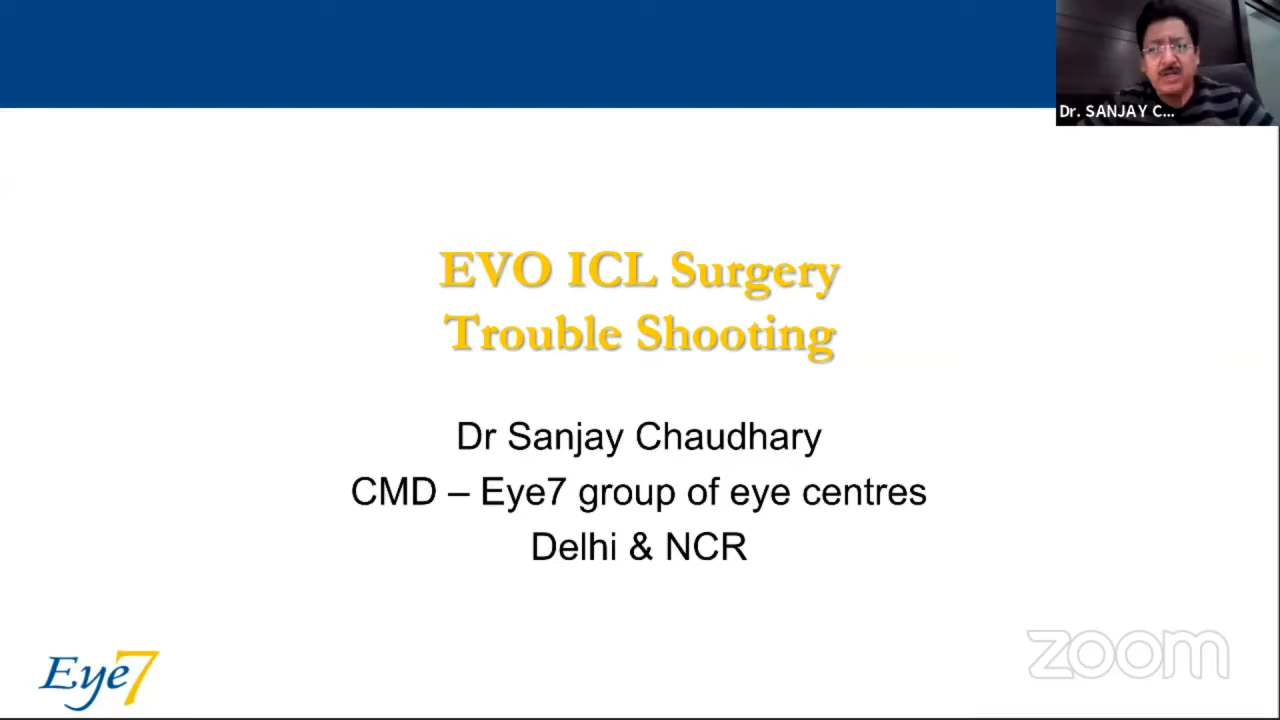 Dr. SANJAY C...
EVO ICL Surgery
Trouble Shooting
Dr Sanjay Chaudhary
CMD – Eye7 group of eye centres
Delhi & NCR
Eye7
zoom